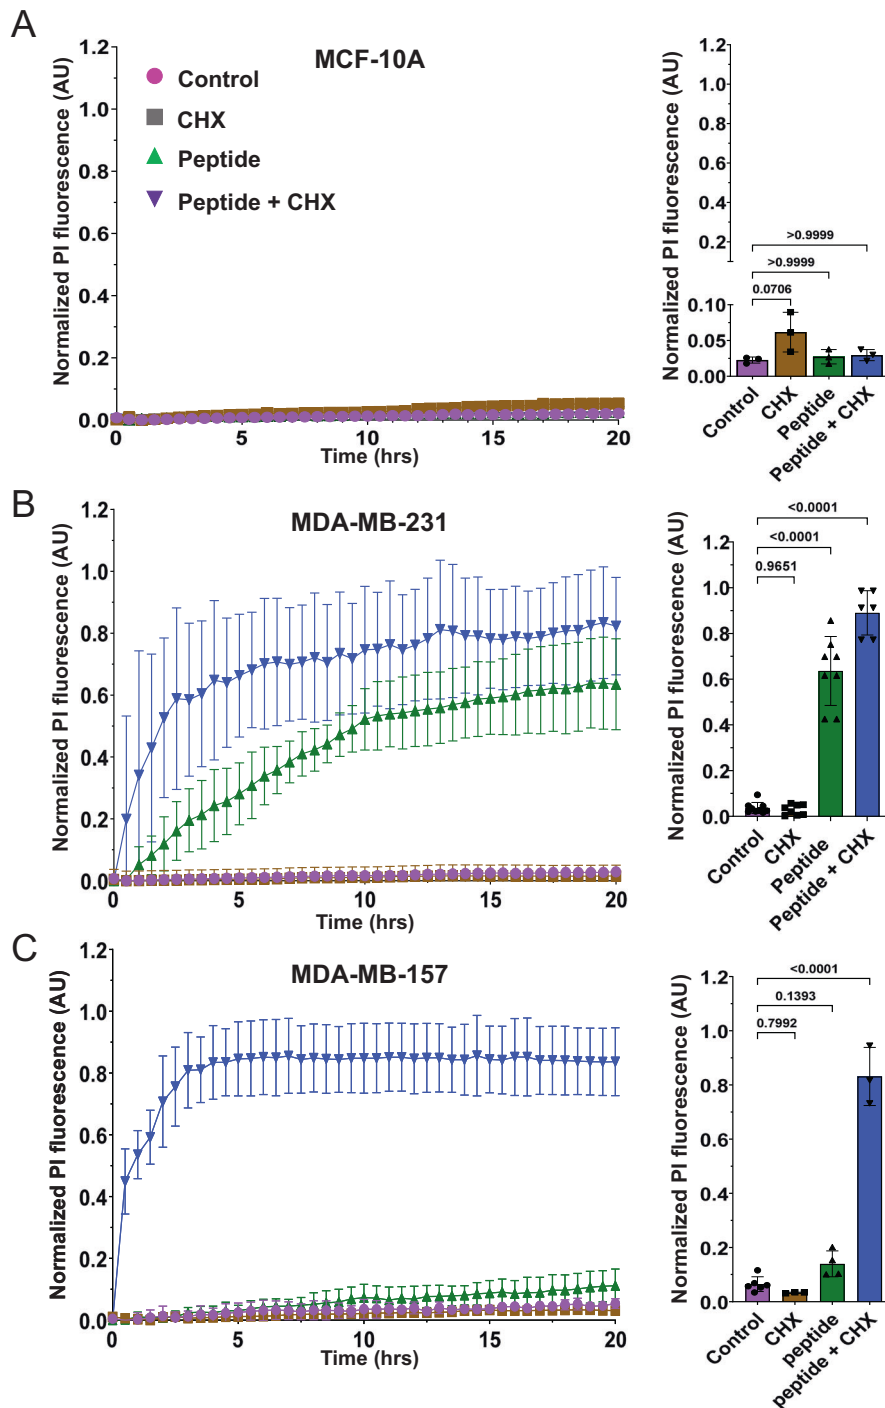 A
MCF-10A
Normalized PI fluorescence (AU)
1.2
1.0
0.8
0.6
0.4
0.2
0.0
Control
CHX
Peptide
Peptide + CHX
0
5
10
15
20
Time (hrs)
Normalized PI fluorescence (AU)
1.2
1.0
0.8
0.6
0.4
0.2
0.10
0.05
0.00
>0.9999
>0.9999
0.0706
Control
CHX
Peptide
Peptide + CHX
B
MDA-MB-231
Normalized PI fluorescence (AU)
1.2
1.0
0.8
0.6
0.4
0.2
0.0
0
5
10
15
20
Time (hrs)
Normalized PI fluorescence (AU)
1.2
1.0
0.8
0.6
0.4
0.2
0.0
<0.0001
<0.0001
0.9651
Control
CHX
Peptide
Peptide + CHX
C
MDA-MB-157
Normalized PI fluorescence (AU)
1.2
1.0
0.8
0.6
0.4
0.2
0.0
0
5
10
15
20
Time (hrs)
Normalized PI fluorescence (AU)
1.2
1.0
0.8
0.6
0.4
0.2
0.0
<0.0001
0.1393
0.7992
Control
CHX
peptide
peptide + CHX